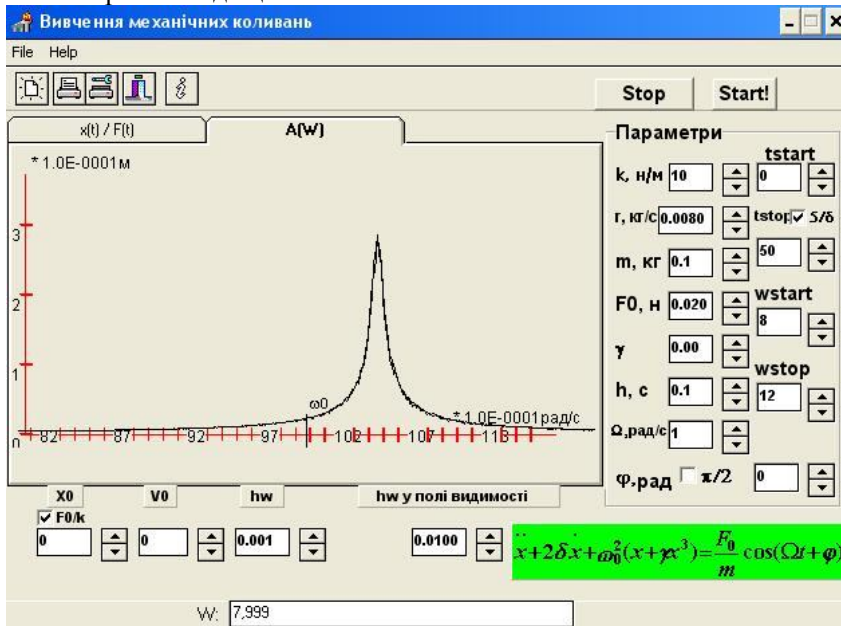 Вивчення механічних коливань
File Help
Stop Start!
x(t) / F(t) A(W)
* 1.0E-0001м
3
2
1
n
ω0
* 1.0E-0001рад/с
82 87 92 97 102 107 113
Параметри
tstart
k, н/м 10 0
r, кг/с 0.0080 tstop 5/δ
m, кг 0.1 50
F0, н 0.020 wstart
8
γ 0.00 wstop
h, с 0.1 12
Ω,рад/с 1
φ,рад π/2 0
X0 V0 hw hw у полі видимості
F0/k
0 0 0.001 0.0100
ẍ+2δẋ+ω₀²(x+γx³)=F₀/m cos(Ωt+φ)
W: 7,999